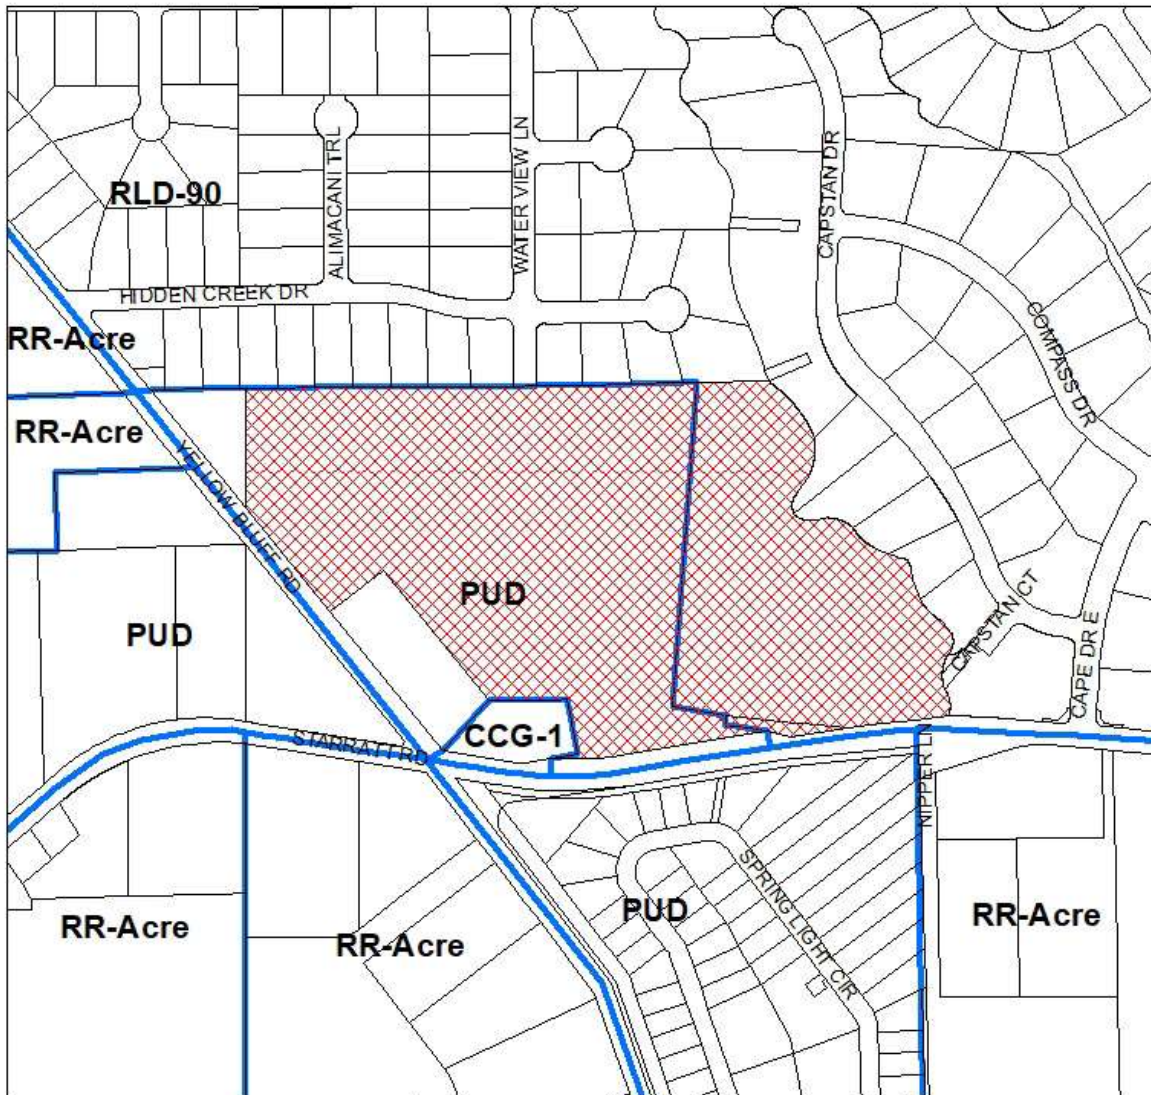 RLD-90
ALIMACANI TRL
WATER VIEW LN
CAPSTAN DR
HIDDEN CREEK DR
RR-Acre
COMPASS DR
RR-Acre
YELLOW BLUFF RD
PUD
PUD
CAPSTAN CT
CAPE DR E
CCG-1
STARRATT RD
NIPPER LN
SPRING LIGHT CIR
PUD
RR-Acre
RR-Acre
RR-Acre